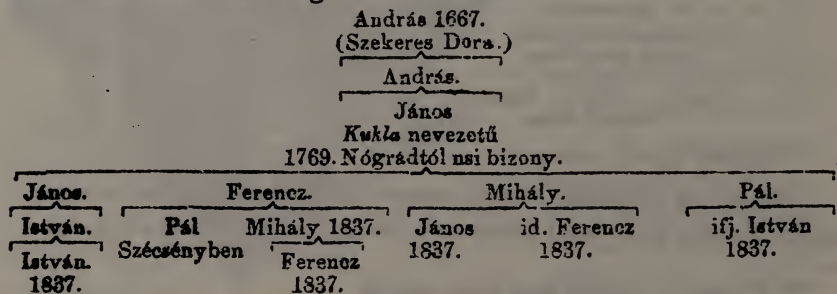 András 1667.
(Szekeres Dora.)
András.
János
Kukla nevezetű
1769. Nógrádtól nsi bizony.
János. Ferencz. Mihály. Pál.
István. Pál Mihály 1837. János id. Ferencz ifj. István
Szécsényben 1837. 1837. 1837.
István. Ferencz
1837. 1837.